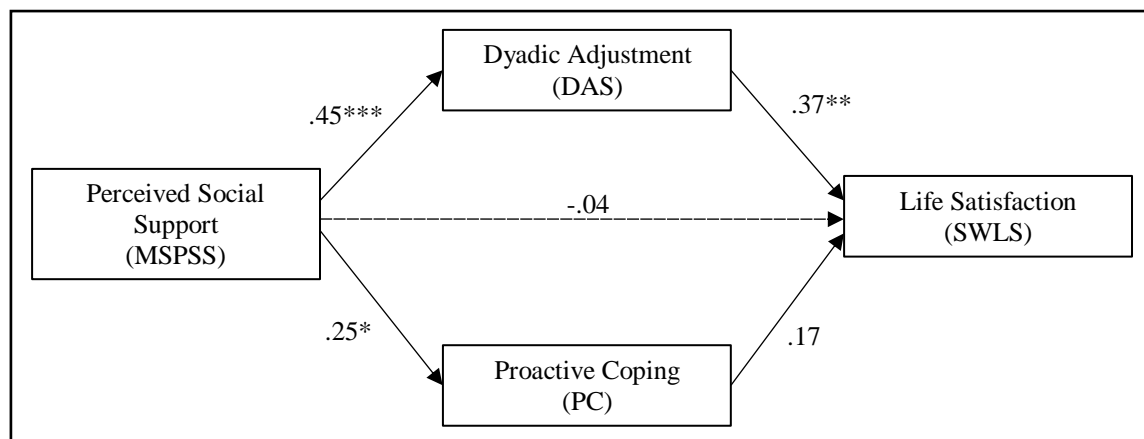 Dyadic Adjustment
(DAS)
.45***
.37**
Perceived Social
Support
(MSPSS)
-.04
Life Satisfaction
(SWLS)
.25*
.17
Proactive Coping
(PC)